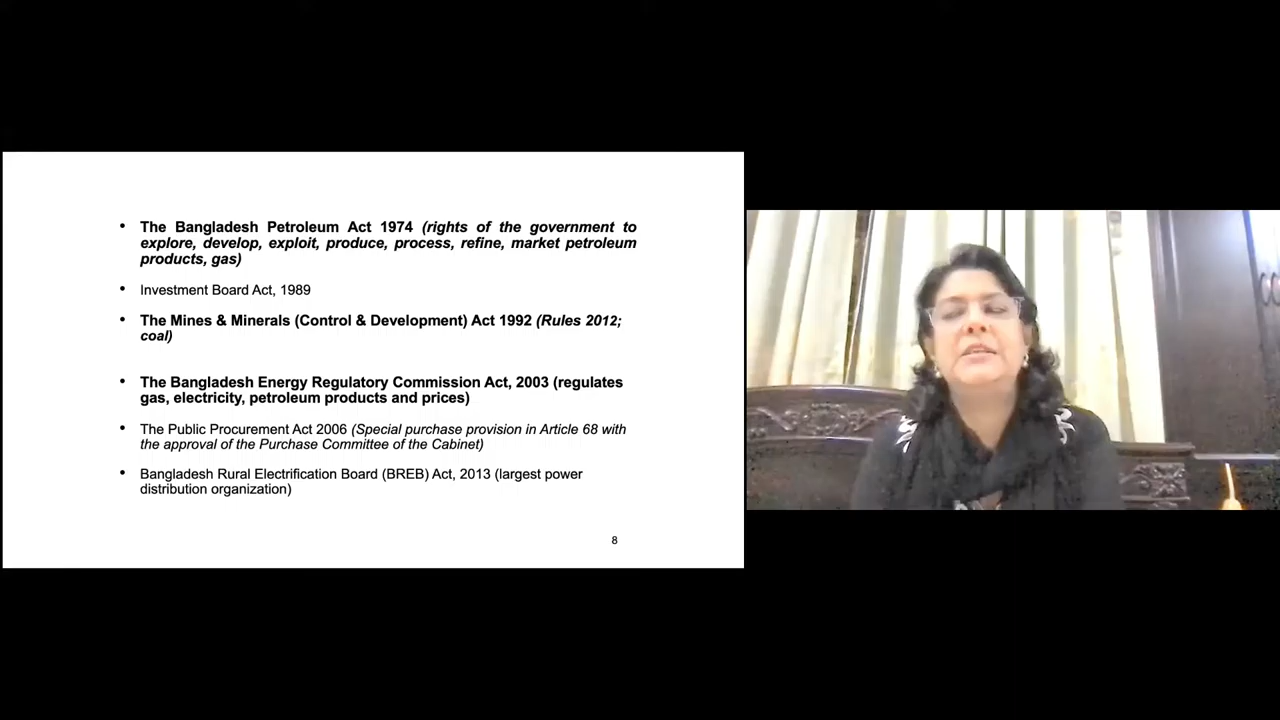 • The Bangladesh Petroleum Act 1974 (rights of the government to
explore, develop, exploit, produce, process, refine, market petroleum
products, gas)
• Investment Board Act, 1989
• The Mines & Minerals (Control & Development) Act 1992 (Rules 2012;
coal)
• The Bangladesh Energy Regulatory Commission Act, 2003 (regulates
gas, electricity, petroleum products and prices)
• The Public Procurement Act 2006 (Special purchase provision in Article 68 with
the approval of the Purchase Committee of the Cabinet)
• Bangladesh Rural Electrification Board (BREB) Act, 2013 (largest power
distribution organization)
8